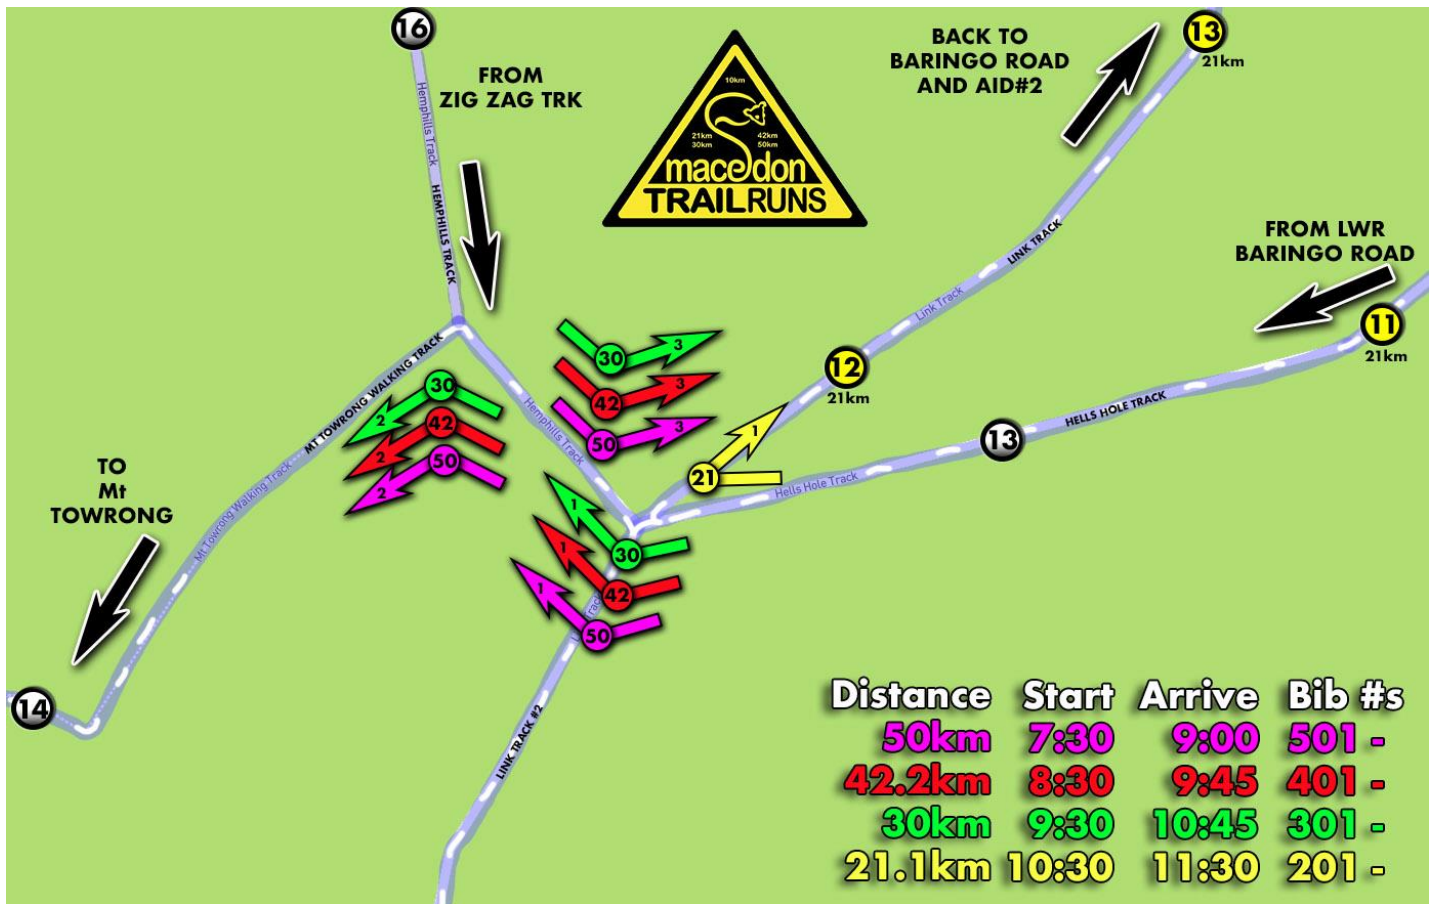 16
FROM
ZIG ZAG TRK
Hemphills Track
HEMPHILLS TRACK
10km
21km 42km
30km 50km
macedon
TRAILRUNS
BACK TO
BARINGO ROAD
AND AID#2
13
21km
LINK TRACK
Link Track
FROM LWR
BARINGO ROAD
11
21km
12
21km
HELLS HOLE TRACK
13
Hells Hole Track
MT TOWRONG WALKING TRACK
Mt Towrong Walking Track
Hemphills Track
30 3
42 3
50 3
30 2
42 2
50 2
21 1
30 1
42 1
50 1
TO
Mt
TOWRONG
14
LINK TRACK #2
Distance Start Arrive Bib #s
50km 7:30 9:00 501 -
42.2km 8:30 9:45 401 -
30km 9:30 10:45 301 -
21.1km 10:30 11:30 201 -